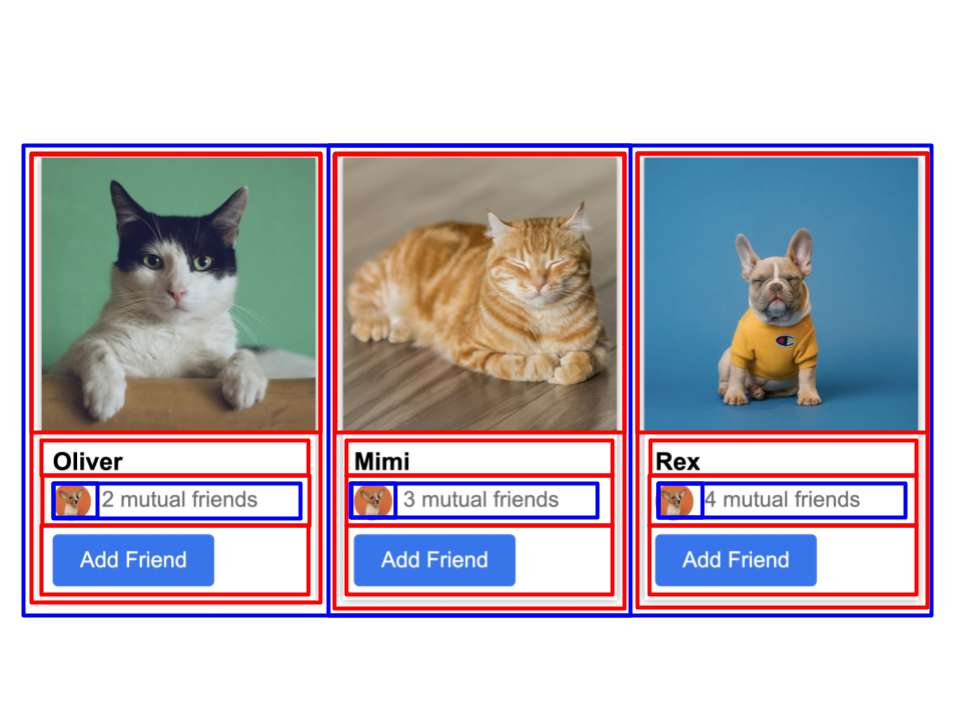 Oliver
2 mutual friends
Add Friend
Mimi
3 mutual friends
Add Friend
Rex
4 mutual friends
Add Friend